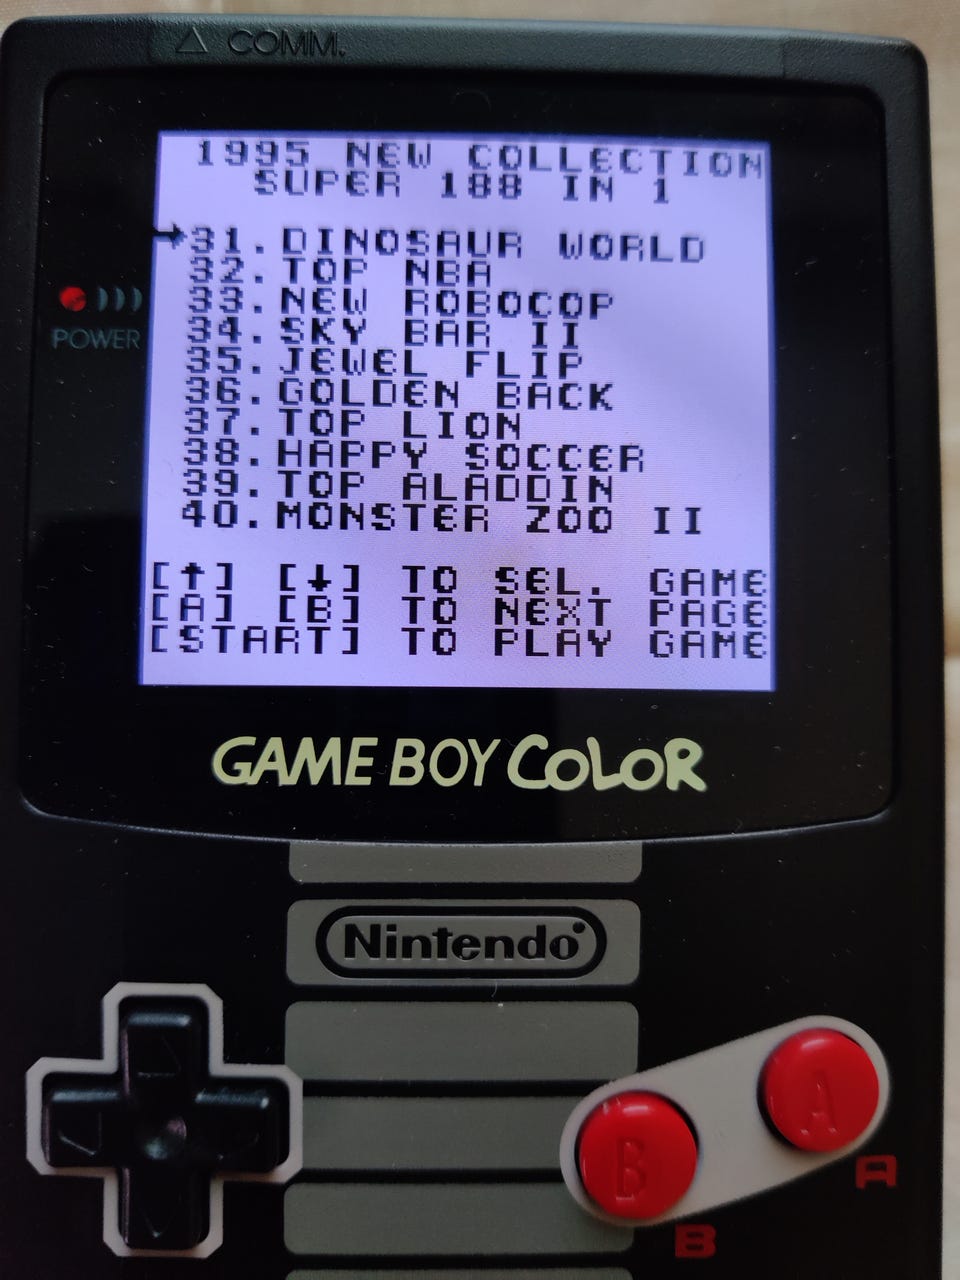 △ COMM.
1995 NEW COLLECTION
SUPER 188 IN 1
→31.DINOSAUR WORLD
32.TOP NBA
33.NEW ROBOCOP
34.SKY BAR II
35.JEWEL FLIP
36.GOLDEN BACK
37.TOP LION
38.HAPPY SOCCER
39.TOP ALADDIN
40.MONSTER ZOO II
[↑] [↓] TO SEL. GAME
[A] [B] TO NEXT PAGE
[START] TO PLAY GAME
POWER
GAME BOY COLOR
Nintendo
A
B
A
B